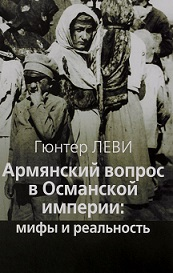 Гюнтер ЛЕВИ
Армянский вопрос
в Османской
империи:
мифы и реальность